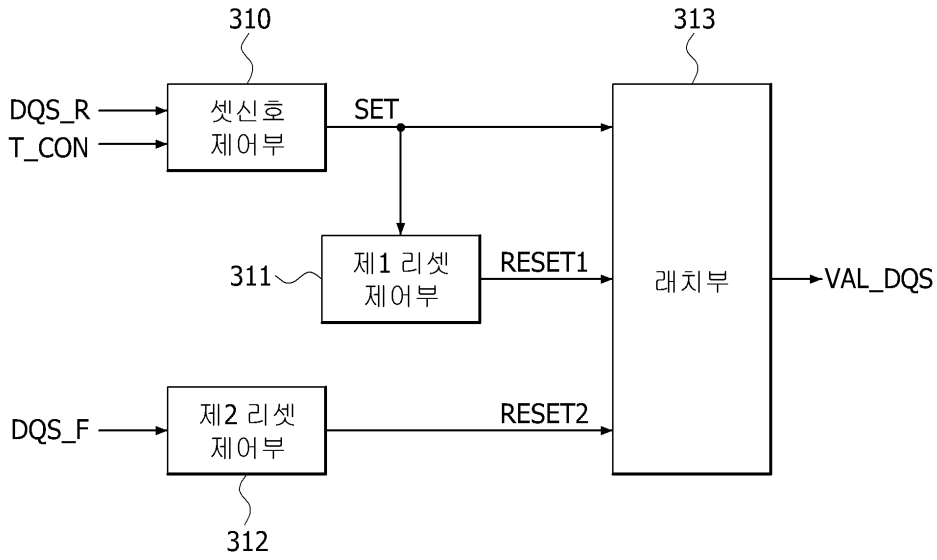 310
313
DQS_R
T_CON
셋신호
제어부
SET
311
제1 리셋
제어부
RESET1
래치부
VAL_DQS
DQS_F
제2 리셋
제어부
RESET2
312